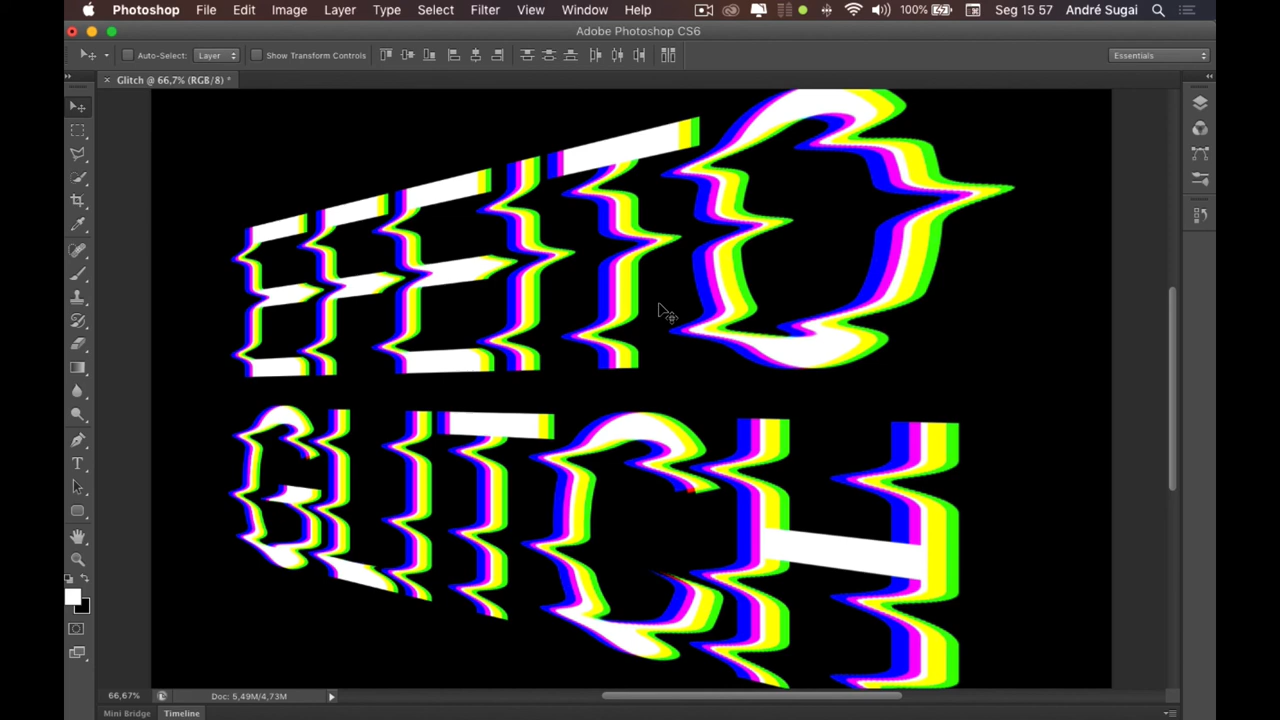 Photoshop File Edit Image Layer Type Select Filter View Window Help 100% Seg 15 57 André Sugai
Adobe Photoshop CS6
Auto-Select: Layer Show Transform Controls Essentials
Glitch @ 66,7% (RGB/8) *
EFEITO
GLITCH
66,67% Doc: 5,49M/4,73M
Mini Bridge Timeline